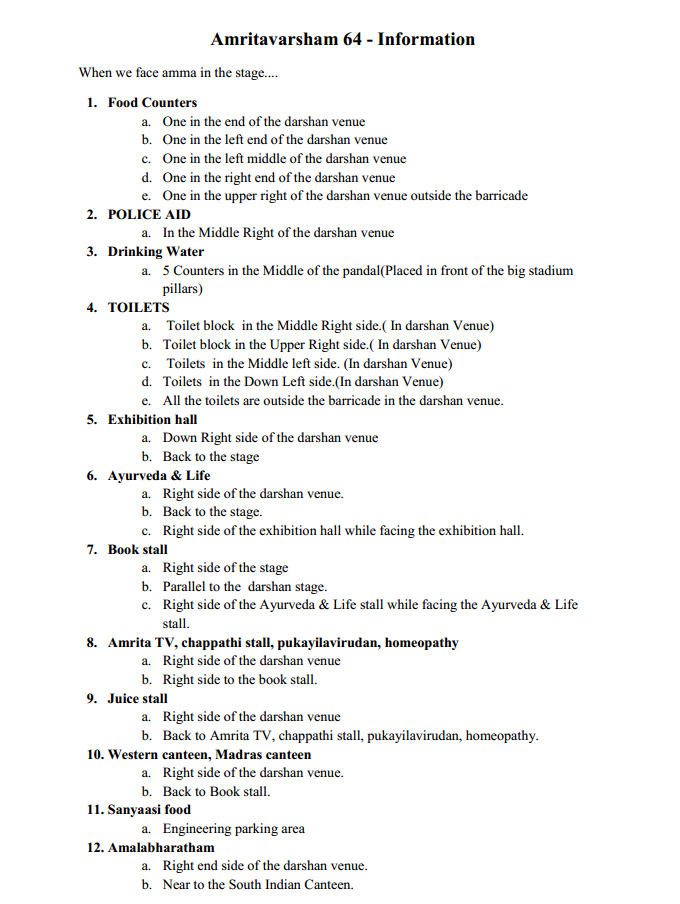 Amritavarsham 64 - Information
When we face amma in the stage....
1. Food Counters
a. One in the end of the darshan venue
b. One in the left end of the darshan venue
c. One in the left middle of the darshan venue
d. One in the right end of the darshan venue
e. One in the upper right of the darshan venue outside the barricade
2. POLICE AID
a. In the Middle Right of the darshan venue
3. Drinking Water
a. 5 Counters in the Middle of the pandal(Placed in front of the big stadium
pillars)
4. TOILETS
a. Toilet block in the Middle Right side.( In darshan Venue)
b. Toilet block in the Upper Right side.( In darshan Venue)
c. Toilets in the Middle left side. (In darshan Venue)
d. Toilets in the Down Left side.(In darshan Venue)
e. All the toilets are outside the barricade in the darshan venue.
5. Exhibition hall
a. Down Right side of the darshan venue
b. Back to the stage
6. Ayurveda & Life
a. Right side of the darshan venue.
b. Back to the stage.
c. Right side of the exhibition hall while facing the exhibition hall.
7. Book stall
a. Right side of the stage
b. Parallel to the darshan stage.
c. Right side of the Ayurveda & Life stall while facing the Ayurveda & Life
stall.
8. Amrita TV, chappathi stall, pukayilavirudan, homeopathy
a. Right side of the darshan venue
b. Right side to the book stall.
9. Juice stall
a. Right side of the darshan venue
b. Back to Amrita TV, chappathi stall, pukayilavirudan, homeopathy.
10. Western canteen, Madras canteen
a. Right side of the darshan venue.
b. Back to Book stall.
11. Sanyaasi food
a. Engineering parking area
12. Amalabharatham
a. Right end side of the darshan venue.
b. Near to the South Indian Canteen.